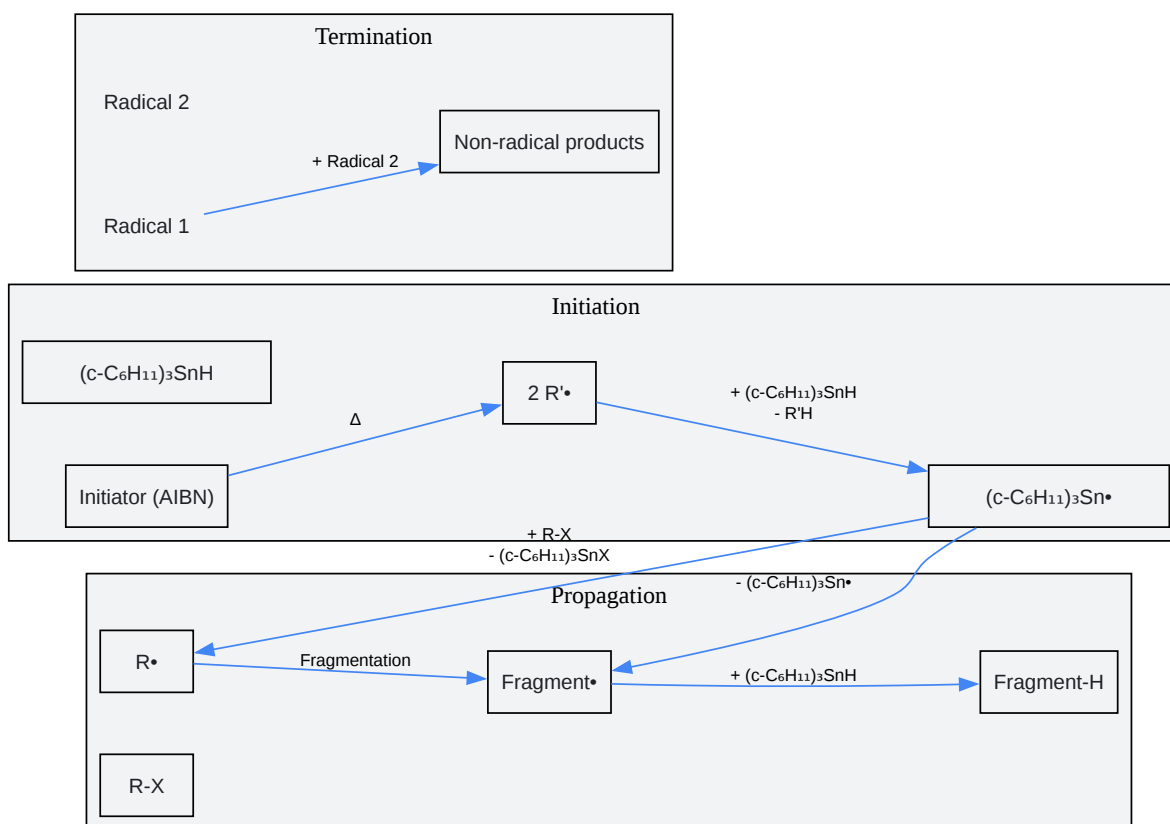 Termination
Radical 2
Non-radical products
+ Radical 2
Radical 1
Initiation
(c-C₆H₁₁)₃SnH
2 R'•
+ (c-C₆H₁₁)₃SnH
- R'H
Δ
Initiator (AIBN)
(c-C₆H₁₁)₃Sn•
+ R-X
- (c-C₆H₁₁)₃SnX
- (c-C₆H₁₁)₃Sn•
Propagation
R•
Fragmentation
Fragment•
+ (c-C₆H₁₁)₃SnH
Fragment-H
R-X